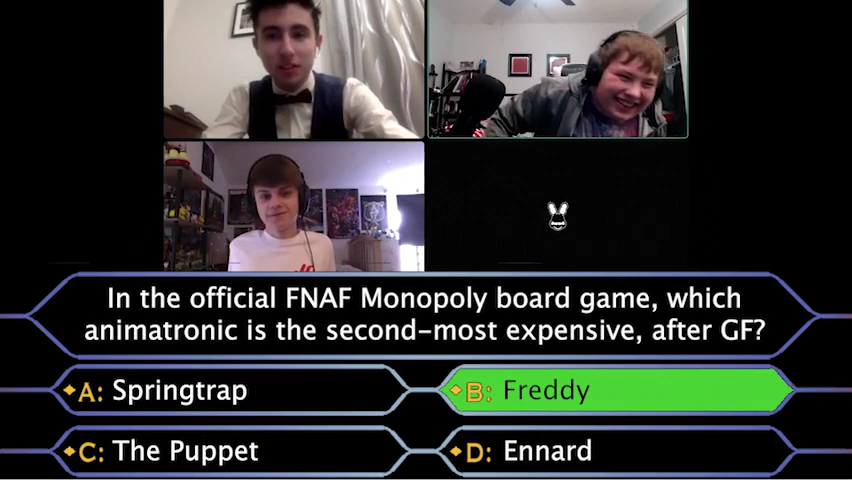 In the official FNAF Monopoly board game, which
animatronic is the second-most expensive, after GF?
A: Springtrap
B: Freddy
C: The Puppet
D: Ennard